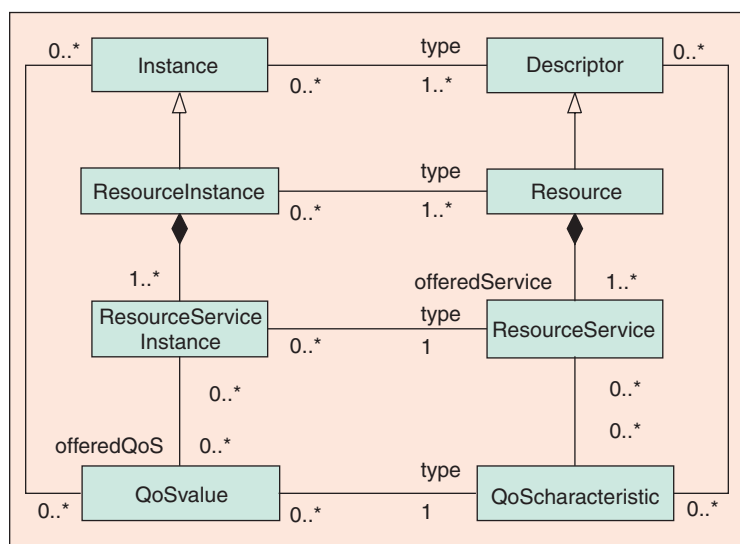 0..* Instance type Descriptor 0..*
0..* 1..*
ResourceInstance type Resource
0..* 1..*
1..* offeredService 1..*
ResourceService
Instance
type
ResourceService
0..* 1
0..* 0..*
offeredQoS 0..* 0..*
QoSvalue type QoScharacteristic
0..* 0..* 1 0..*